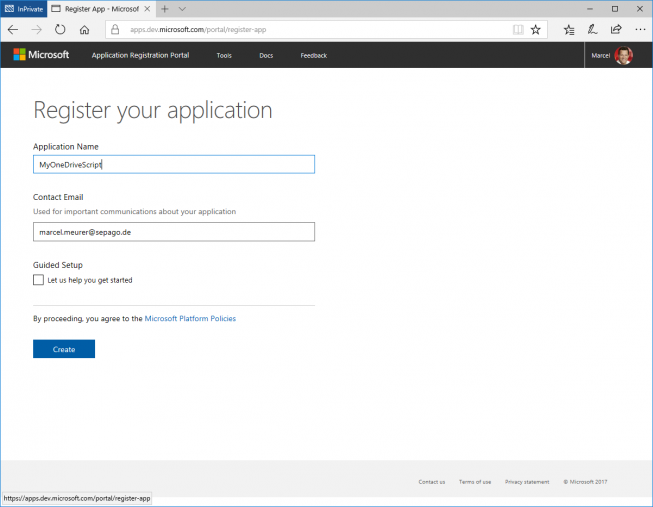 InPrivate
Register App - Microsof
apps.dev.microsoft.com/portal/register-app
Microsoft Application Registration Portal Tools Docs Feedback Marcel
Register your application
Application Name
MyOneDriveScript
Contact Email
Used for important communications about your application
marcel.meurer@sepago.de
Guided Setup
Let us help you get started
By proceeding, you agree to the Microsoft Platform Policies
Create
Contact us Terms of use Privacy statement © Microsoft 2017
https://apps.dev.microsoft.com/portal/register-app